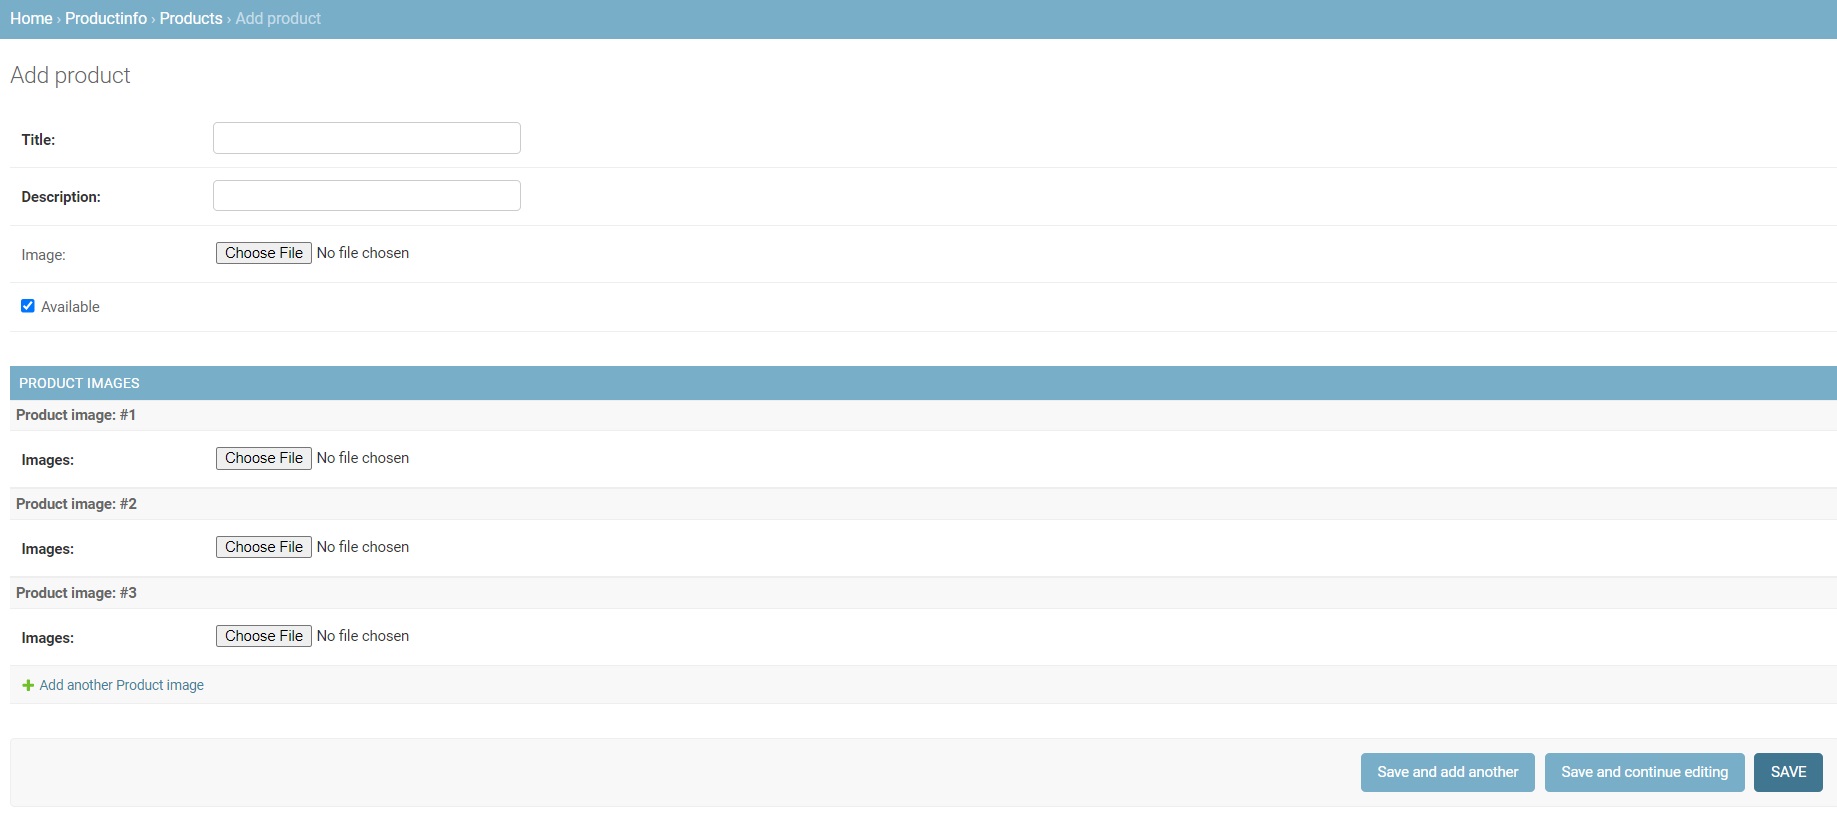 Home › Productinfo › Products › Add product
Add product
Title:
Description:
Image: Choose File No file chosen
Available
PRODUCT IMAGES
Product image: #1
Images: Choose File No file chosen
Product image: #2
Images: Choose File No file chosen
Product image: #3
Images: Choose File No file chosen
Add another Product image
Save and add another Save and continue editing SAVE